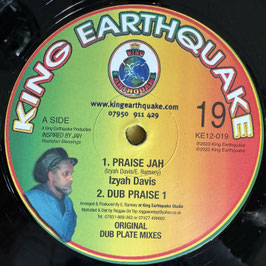 KING EARTHQUAKE
KING
EARTHQUAKE
www.kingearthquake.com
07950 911 429
A SIDE
A King Earthquake Production
INSPIRED BY JAH
Rastafari Blessings
19
KE12-019
©2022 King Earthquake
1. PRAISE JAH
(Izyah Davis/E. Ramsey)
Izyah Davis
2. DUB PRAISE 1
Arranged & Produced by E. Ramsey at King Earthquake Studio
ORIGINAL
DUB PLATE MIXES